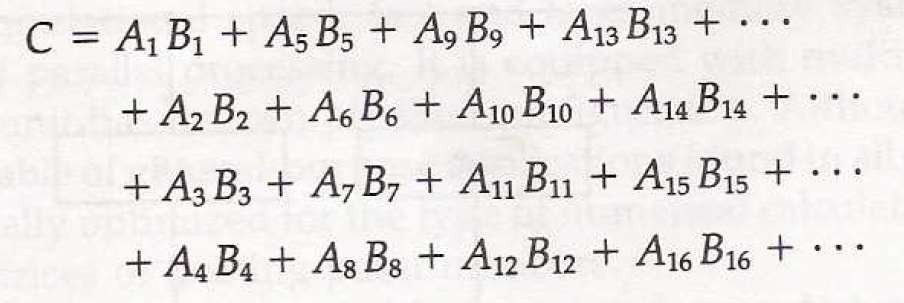 C = A₁B₁ + A₅B₅ + A₉B₉ + A₁₃B₁₃ + ···
+ A₂B₂ + A₆B₆ + A₁₀B₁₀ + A₁₄B₁₄ + ···
+ A₃B₃ + A₇B₇ + A₁₁B₁₁ + A₁₅B₁₅ + ···
+ A₄B₄ + A₈B₈ + A₁₂B₁₂ + A₁₆B₁₆ + ···